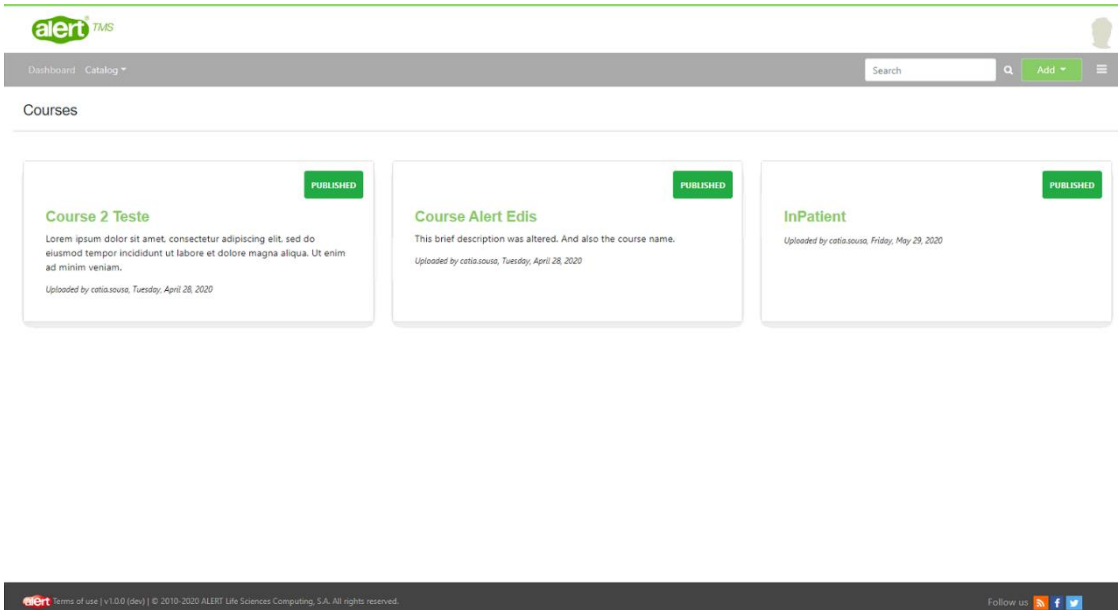 alert® TMS
Dashboard Catalog
Search
Add
Courses
PUBLISHED
Course 2 Teste
Lorem ipsum dolor sit amet, consectetur adipiscing elit, sed do
eiusmod tempor incididunt ut labore et dolore magna aliqua. Ut enim
ad minim veniam.
Uploaded by catia.sousa, Tuesday, April 28, 2020
PUBLISHED
Course Alert Edis
This brief description was altered. And also the course name.
Uploaded by catia.sousa, Tuesday, April 28, 2020
PUBLISHED
InPatient
Uploaded by catia.sousa, Friday, May 29, 2020
alert Terms of use | v1.0.0 (dev) | © 2010-2020 ALERT Life Sciences Computing, S.A. All rights reserved.
Follow us